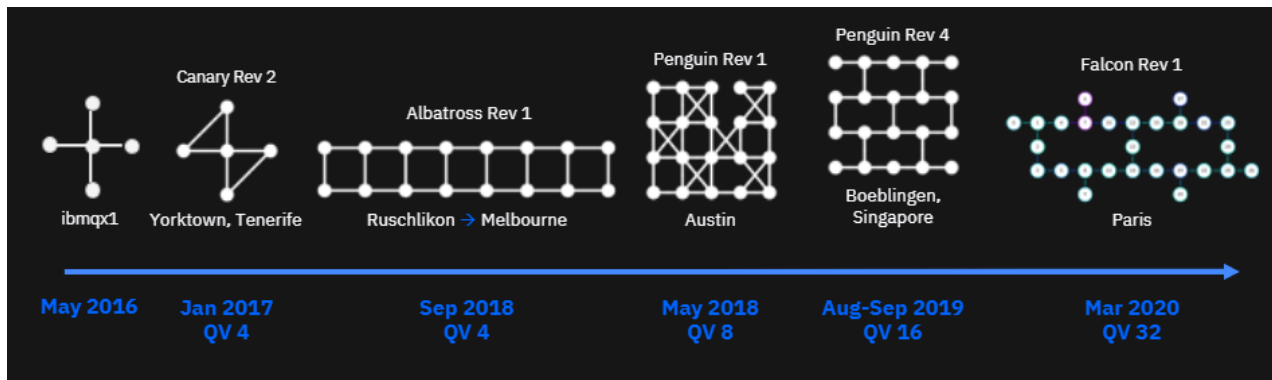 Penguin Rev 4
Penguin Rev 1
Falcon Rev 1
Canary Rev 2
Albatross Rev 1
ibmqx1
Yorktown, Tenerife
Ruschlikon → Melbourne
Austin
Boeblingen,
Singapore
Paris
May 2016
Jan 2017
QV 4
Sep 2018
QV 4
May 2018
QV 8
Aug-Sep 2019
QV 16
Mar 2020
QV 32